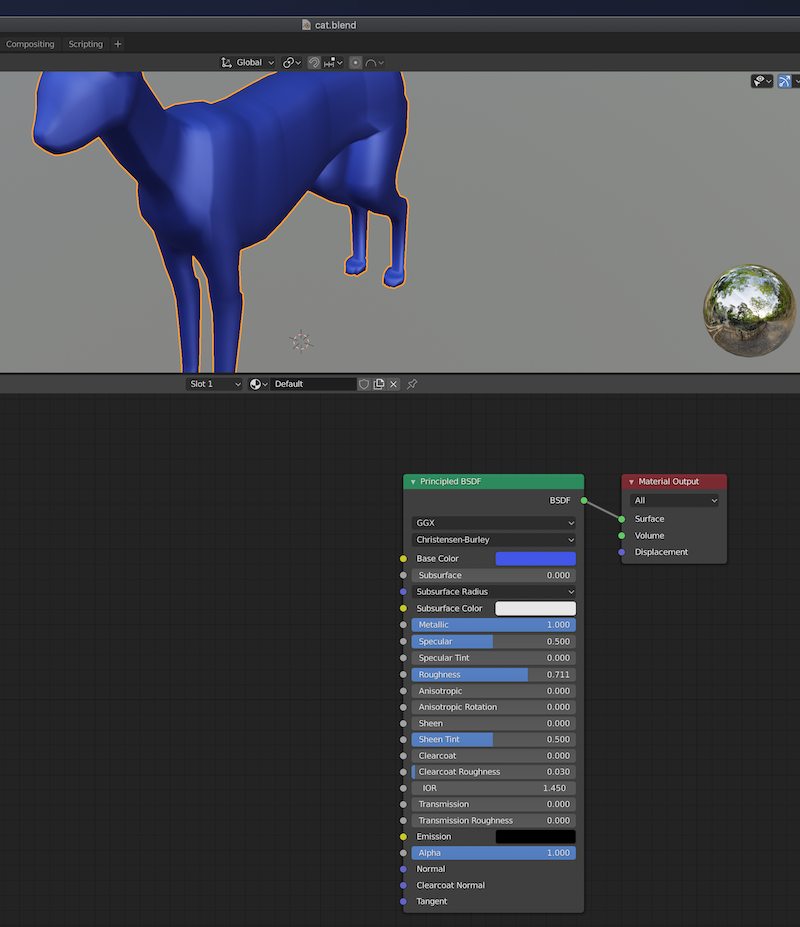 cat.blend
Compositing Scripting +
Global
Slot 1 Default
Principled BSDF
BSDF
GGX
Christensen-Burley
Base Color
Subsurface 0.000
Subsurface Radius
Subsurface Color
Metallic 1.000
Specular 0.500
Specular Tint 0.000
Roughness 0.711
Anisotropic 0.000
Anisotropic Rotation 0.000
Sheen 0.000
Sheen Tint 0.500
Clearcoat 0.000
Clearcoat Roughness 0.030
IOR 1.450
Transmission 0.000
Transmission Roughness 0.000
Emission
Alpha 1.000
Normal
Clearcoat Normal
Tangent
Material Output
All
Surface
Volume
Displacement